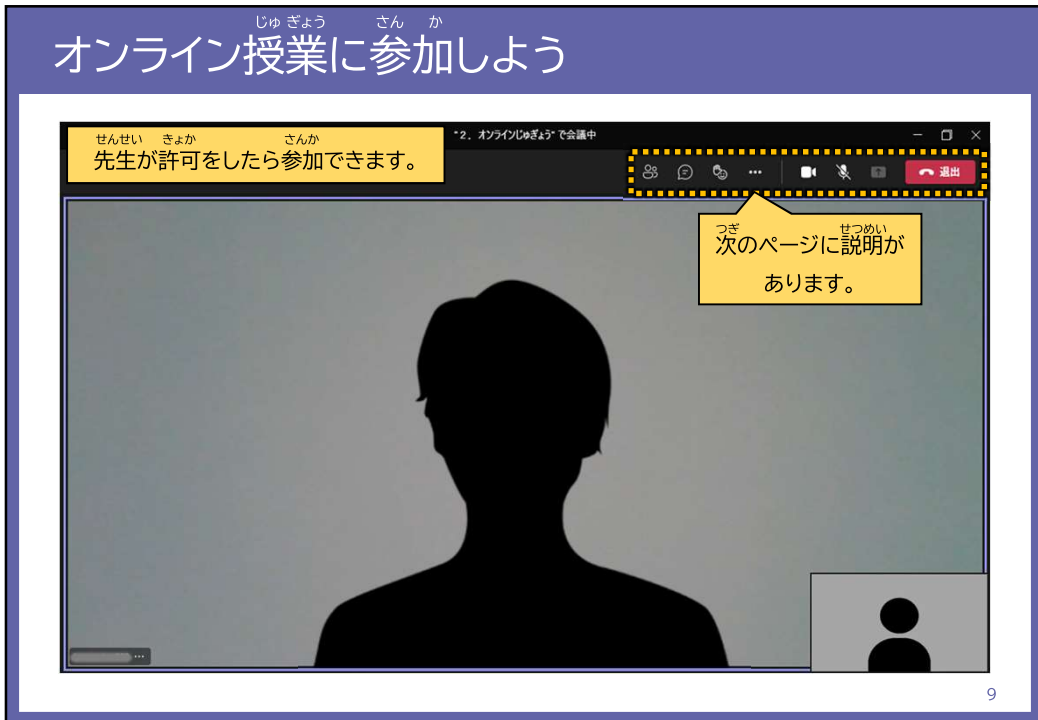 じゅぎょう さんか
オンライン授業に参加しよう
せんせい きょか さんか
先生が許可をしたら参加できます。
"2. オンラインじゅぎょう"で会議中
退出
つぎ せつめい
次のページに説明が
あります。
9